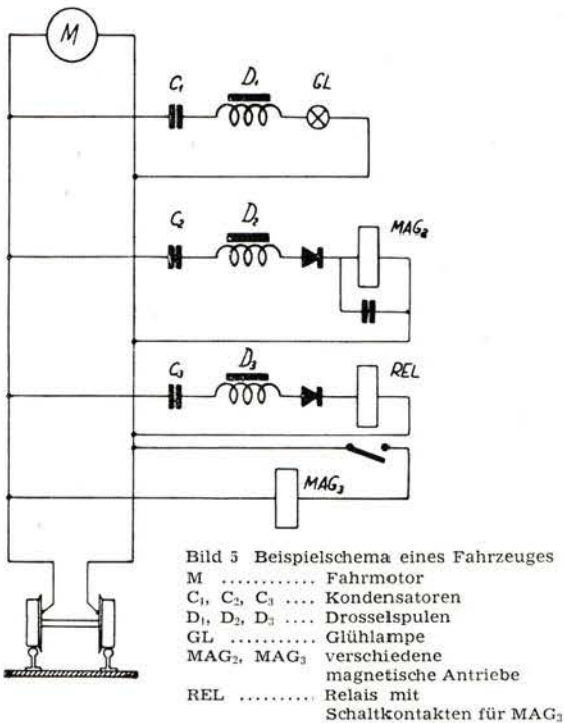 M
C₁ D₁ GL
C₂ D₂ MAG₂
C₃ D₃ REL
MAG₃
Bild 5 Beispielschema eines Fahrzeuges
M ............ Fahrmotor
C₁, C₂, C₃ .... Kondensatoren
D₁, D₂, D₃ .... Drosselspulen
GL .......... Glühlampe
MAG₂, MAG₃ verschiedene
magnetische Antriebe
REL ......... Relais mit
Schaltkontakten für MAG₃